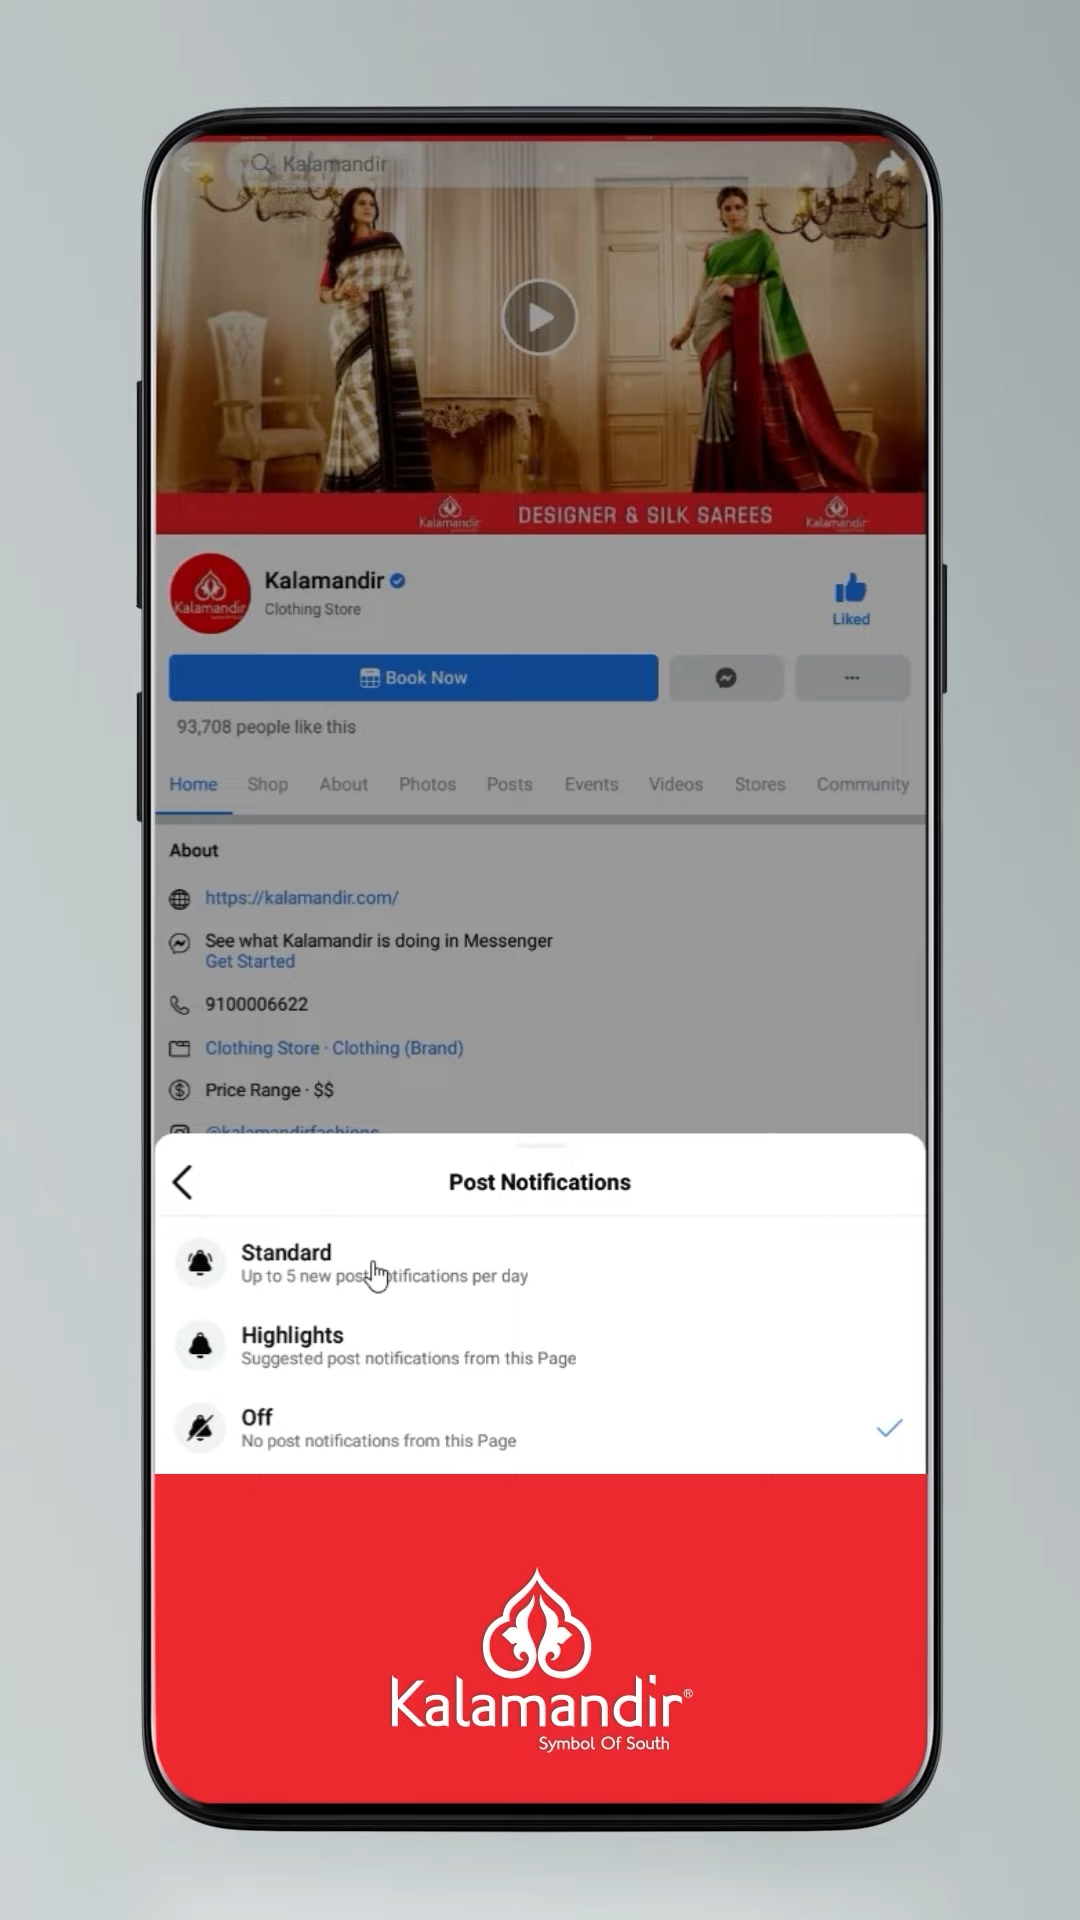 Kalamandir
Kalamandir
DESIGNER & SILK SAREES
Kalamandir
Kalamandir
Kalamandir
Clothing Store
Liked
Book Now
93,708 people like this
Home Shop About Photos Posts Events Videos Stores Community
About
https://kalamandir.com/
See what Kalamandir is doing in Messenger
Get Started
9100006622
Clothing Store · Clothing (Brand)
Price Range · $$
@kalamandirfashions
Post Notifications
Standard
Up to 5 new post notifications per day
Highlights
Suggested post notifications from this Page
Off
No post notifications from this Page
Kalamandir®
Symbol Of South